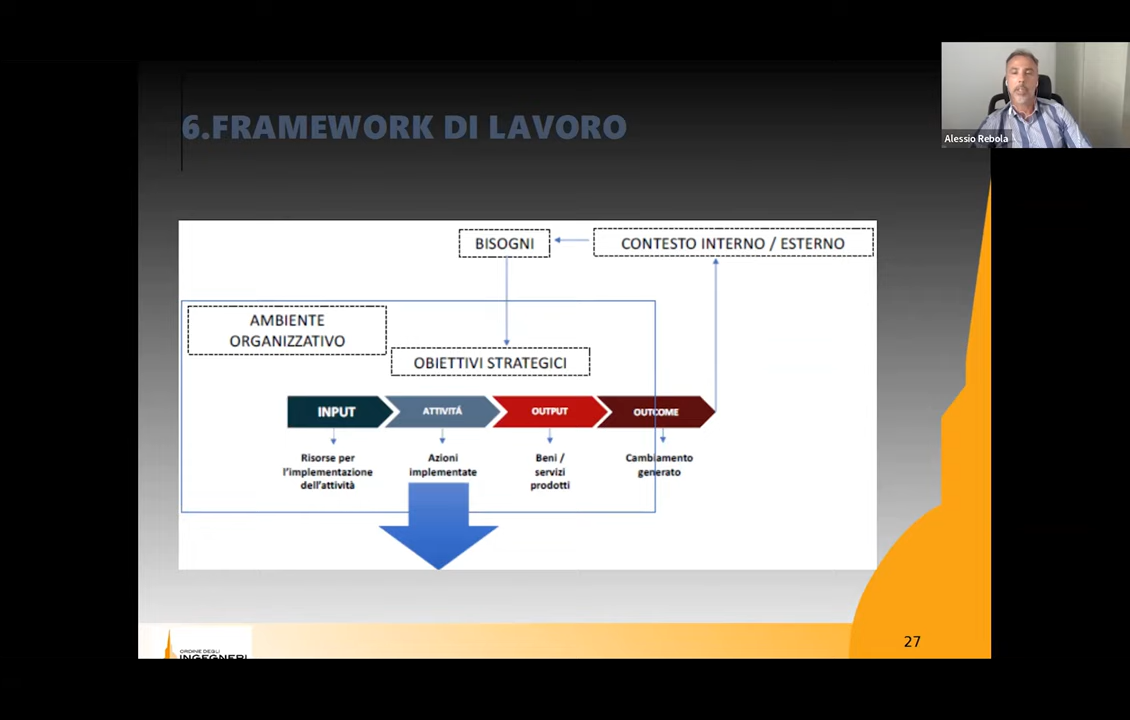 Alessio Rebola
6.FRAMEWORK DI LAVORO
BISOGNI
CONTESTO INTERNO / ESTERNO
AMBIENTE
ORGANIZZATIVO
OBIETTIVI STRATEGICI
INPUT
ATTIVITÁ
OUTPUT
OUTCOME
Risorse per
l'implementazione
dell'attività
Azioni
implementate
Beni /
servizi
prodotti
Cambiamento
generato
ORDINE DEGLI
INGEGNERI
27